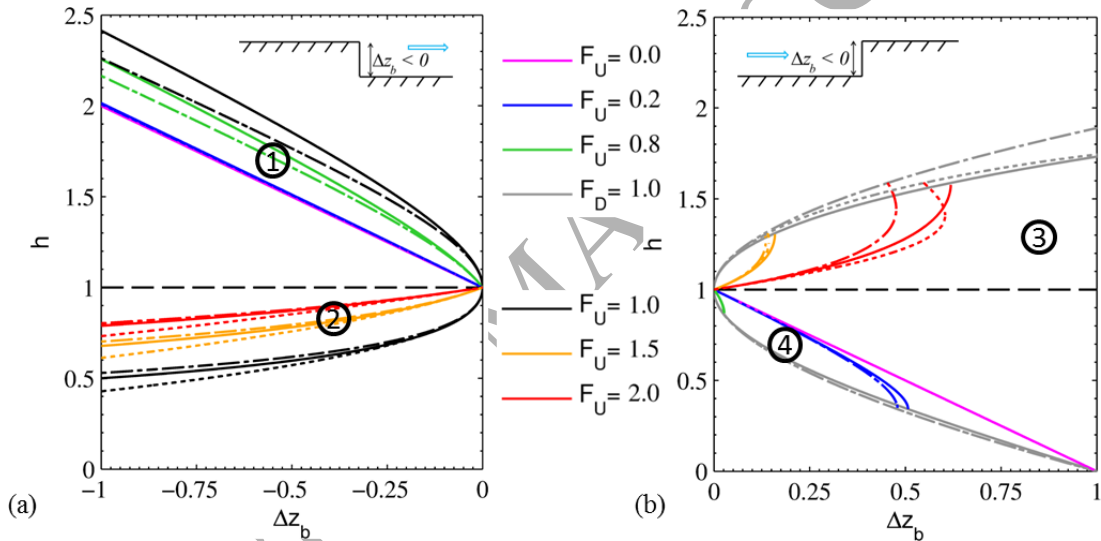 2.5
2
1.5
1
0.5
0
h
-1
-0.75
-0.5
-0.25
0
Δz_b
(a)
Δz_b < 0
1
2
F_U = 0.0
F_U = 0.2
F_U = 0.8
F_D = 1.0
F_U = 1.0
F_U = 1.5
F_U = 2.0
2.5
2
1.5
1
0.5
0
h
0
0.25
0.5
0.75
1
Δz_b
(b)
Δz_b < 0
3
4